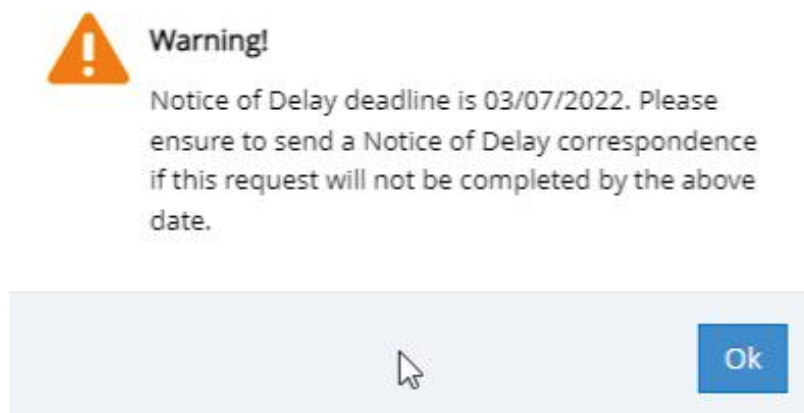 Warning!
Notice of Delay deadline is 03/07/2022. Please
ensure to send a Notice of Delay correspondence
if this request will not be completed by the above
date.
Ok